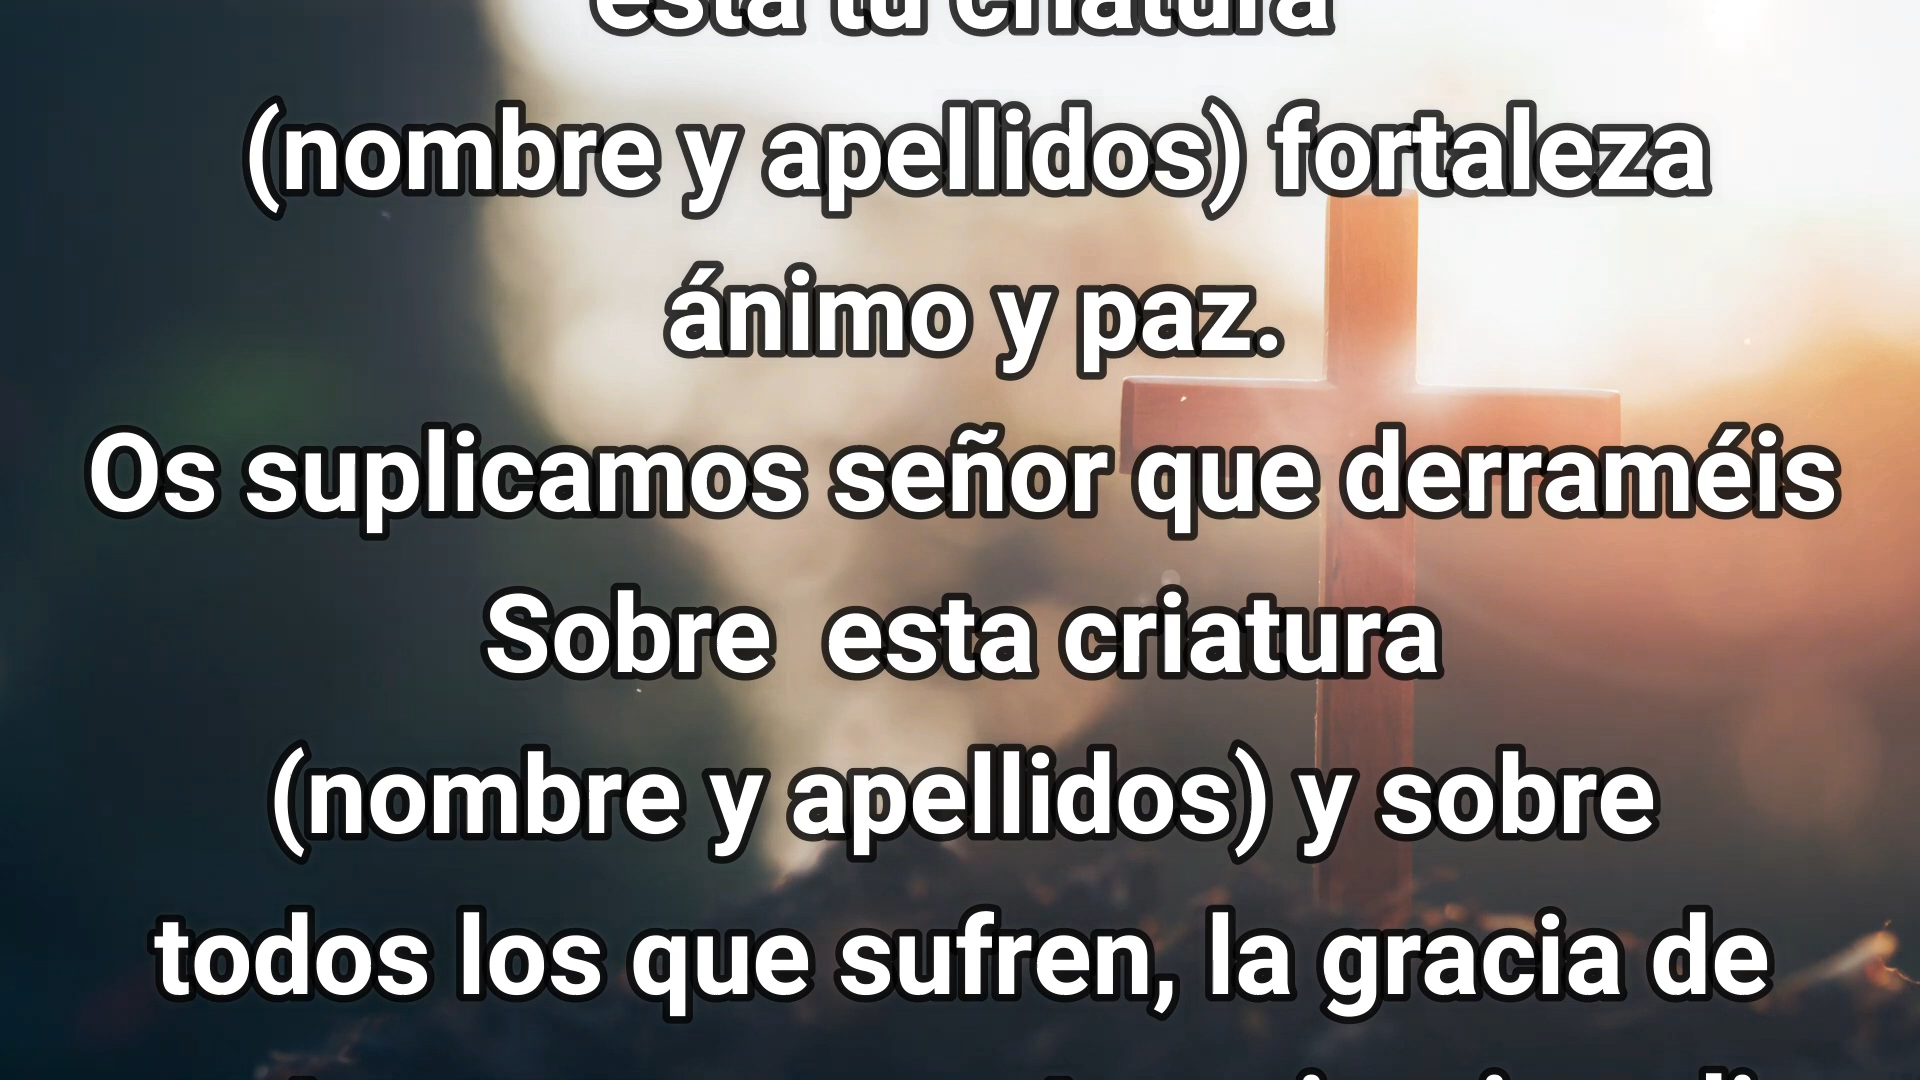 esta tu criatura
(nombre y apellidos) fortaleza
ánimo y paz.
Os suplicamos señor que derraméis
Sobre  esta criatura
(nombre y apellidos) y sobre
todos los que sufren, la gracia de